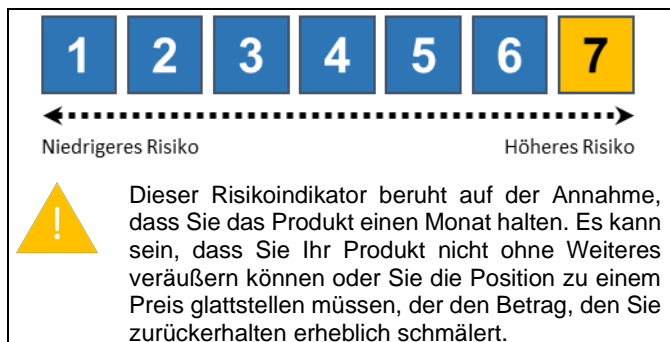 1 2 3 4 5 6 7
Niedrigeres Risiko Höheres Risiko
!
Dieser Risikoindikator beruht auf der Annahme,
dass Sie das Produkt einen Monat halten. Es kann
sein, dass Sie Ihr Produkt nicht ohne Weiteres
veräußern können oder Sie die Position zu einem
Preis glattstellen müssen, der den Betrag, den Sie
zurückerhalten erheblich schmälert.